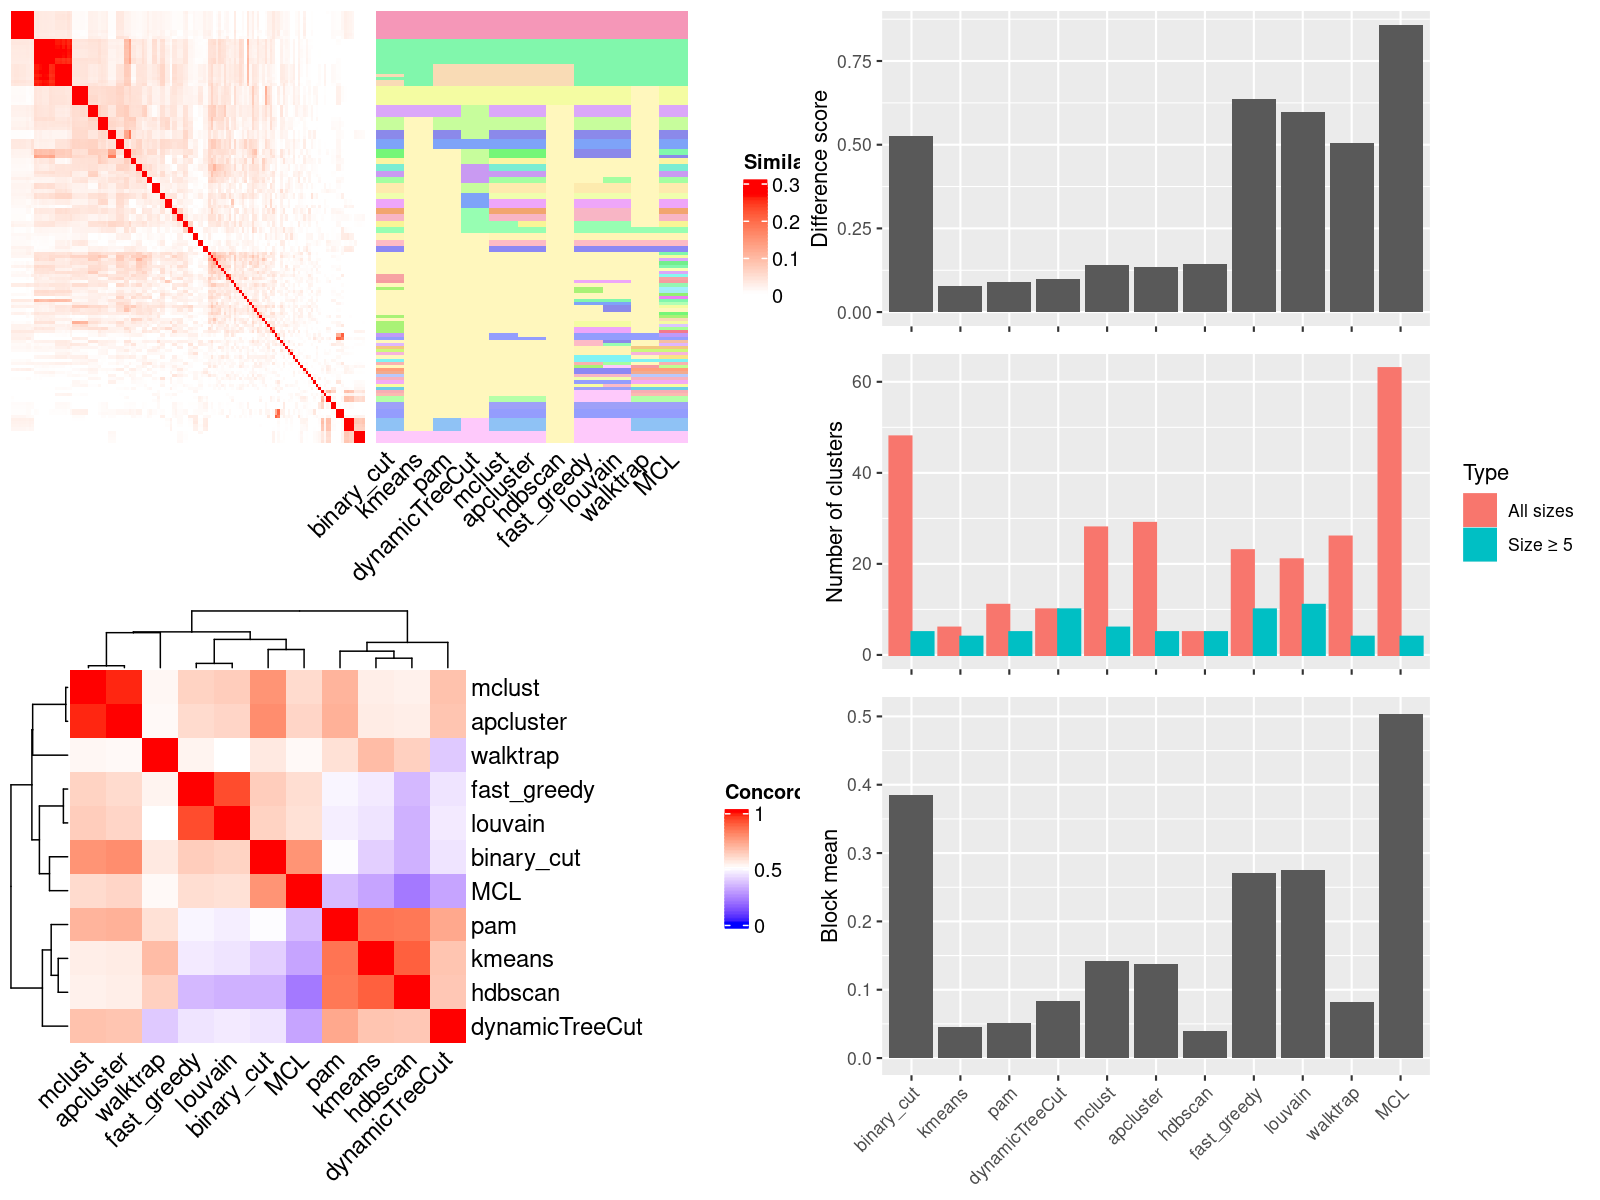 Simila
0.3
0.2
0.1
0
binary_cut
kmeans
pam
dynamicTreeCut
mclust
apcluster
hdbscan
fast_greedy
louvain
walktrap
MCL
mclust
apcluster
walktrap
fast_greedy
louvain
binary_cut
MCL
pam
kmeans
hdbscan
dynamicTreeCut
mclust
apcluster
walktrap
fast_greedy
louvain
binary_cut
MCL
pam
kmeans
hdbscan
dynamicTreeCut
Concord
1
0.5
0
Difference score
0.75
0.50
0.25
0.00
Number of clusters
60
40
20
0
Type
All sizes
Size ≥ 5
Block mean
0.5
0.4
0.3
0.2
0.1
0.0
binary_cut
kmeans
pam
dynamicTreeCut
mclust
apcluster
hdbscan
fast_greedy
louvain
walktrap
MCL